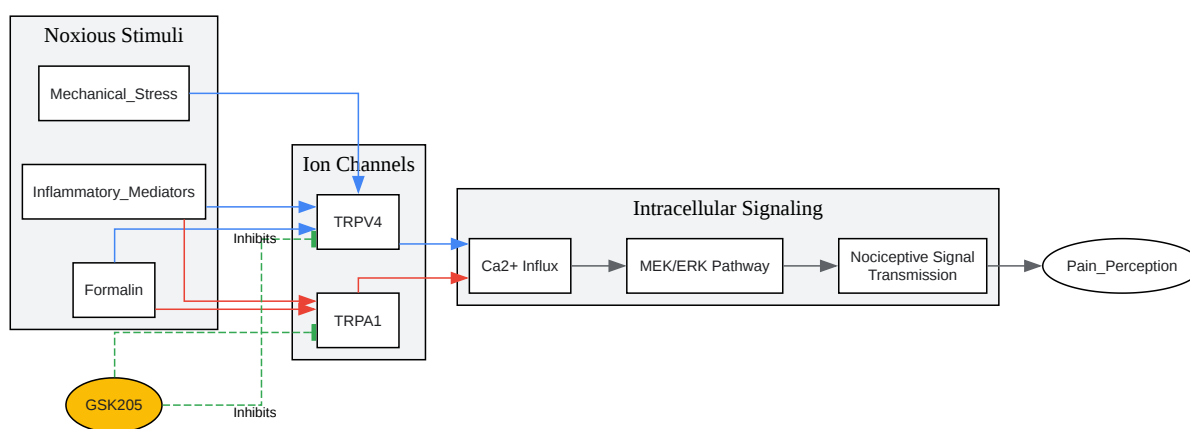 Noxious Stimuli
Mechanical_Stress
Inflammatory_Mediators
Formalin
GSK205
Inhibits
Inhibits
Ion Channels
TRPV4
TRPA1
Intracellular Signaling
Ca2+ Influx
MEK/ERK Pathway
Nociceptive Signal
Transmission
Pain_Perception